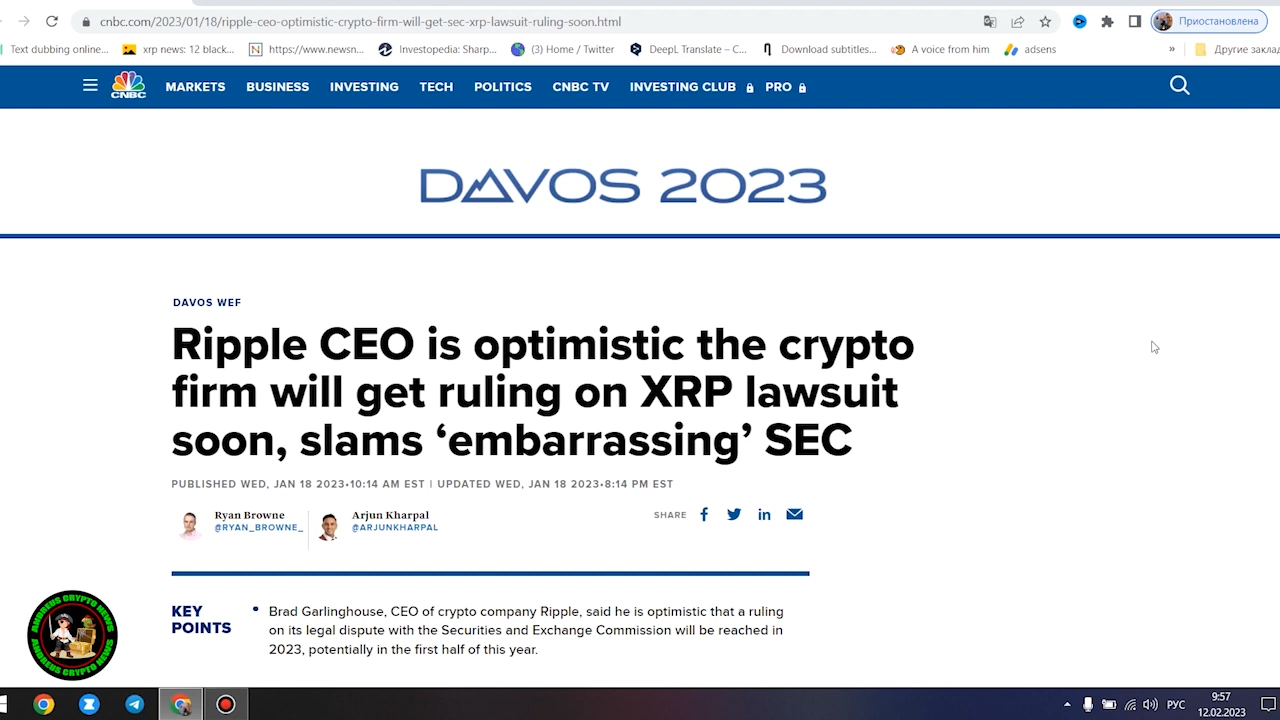 cnbc.com/2023/01/18/ripple-ceo-optimistic-crypto-firm-will-get-sec-xrp-lawsuit-ruling-soon.html
Приостановлена
Text dubbing online...
xrp news: 12 black...
https://www.newsn...
Investopedia: Sharp...
(3) Home / Twitter
DeepL Translate – C...
Download subtitles...
A voice from him
adsens
»
Другие заклад
CNBC
MARKETS
BUSINESS
INVESTING
TECH
POLITICS
CNBC TV
INVESTING CLUB
PRO
DAVOS 2023
DAVOS WEF
Ripple CEO is optimistic the crypto
firm will get ruling on XRP lawsuit
soon, slams ‘embarrassing’ SEC
PUBLISHED WED, JAN 18 2023•10:14 AM EST | UPDATED WED, JAN 18 2023•8:14 PM EST
Ryan Browne
@RYAN_BROWNE_
Arjun Kharpal
@ARJUNKHARPAL
SHARE
KEY
POINTS
• Brad Garlinghouse, CEO of crypto company Ripple, said he is optimistic that a ruling
on its legal dispute with the Securities and Exchange Commission will be reached in
2023, potentially in the first half of this year.
ANDREUS CRYPTO NEWS
ANDREUS CRYPTO NEWS
РУС
9:57
12.02.2023